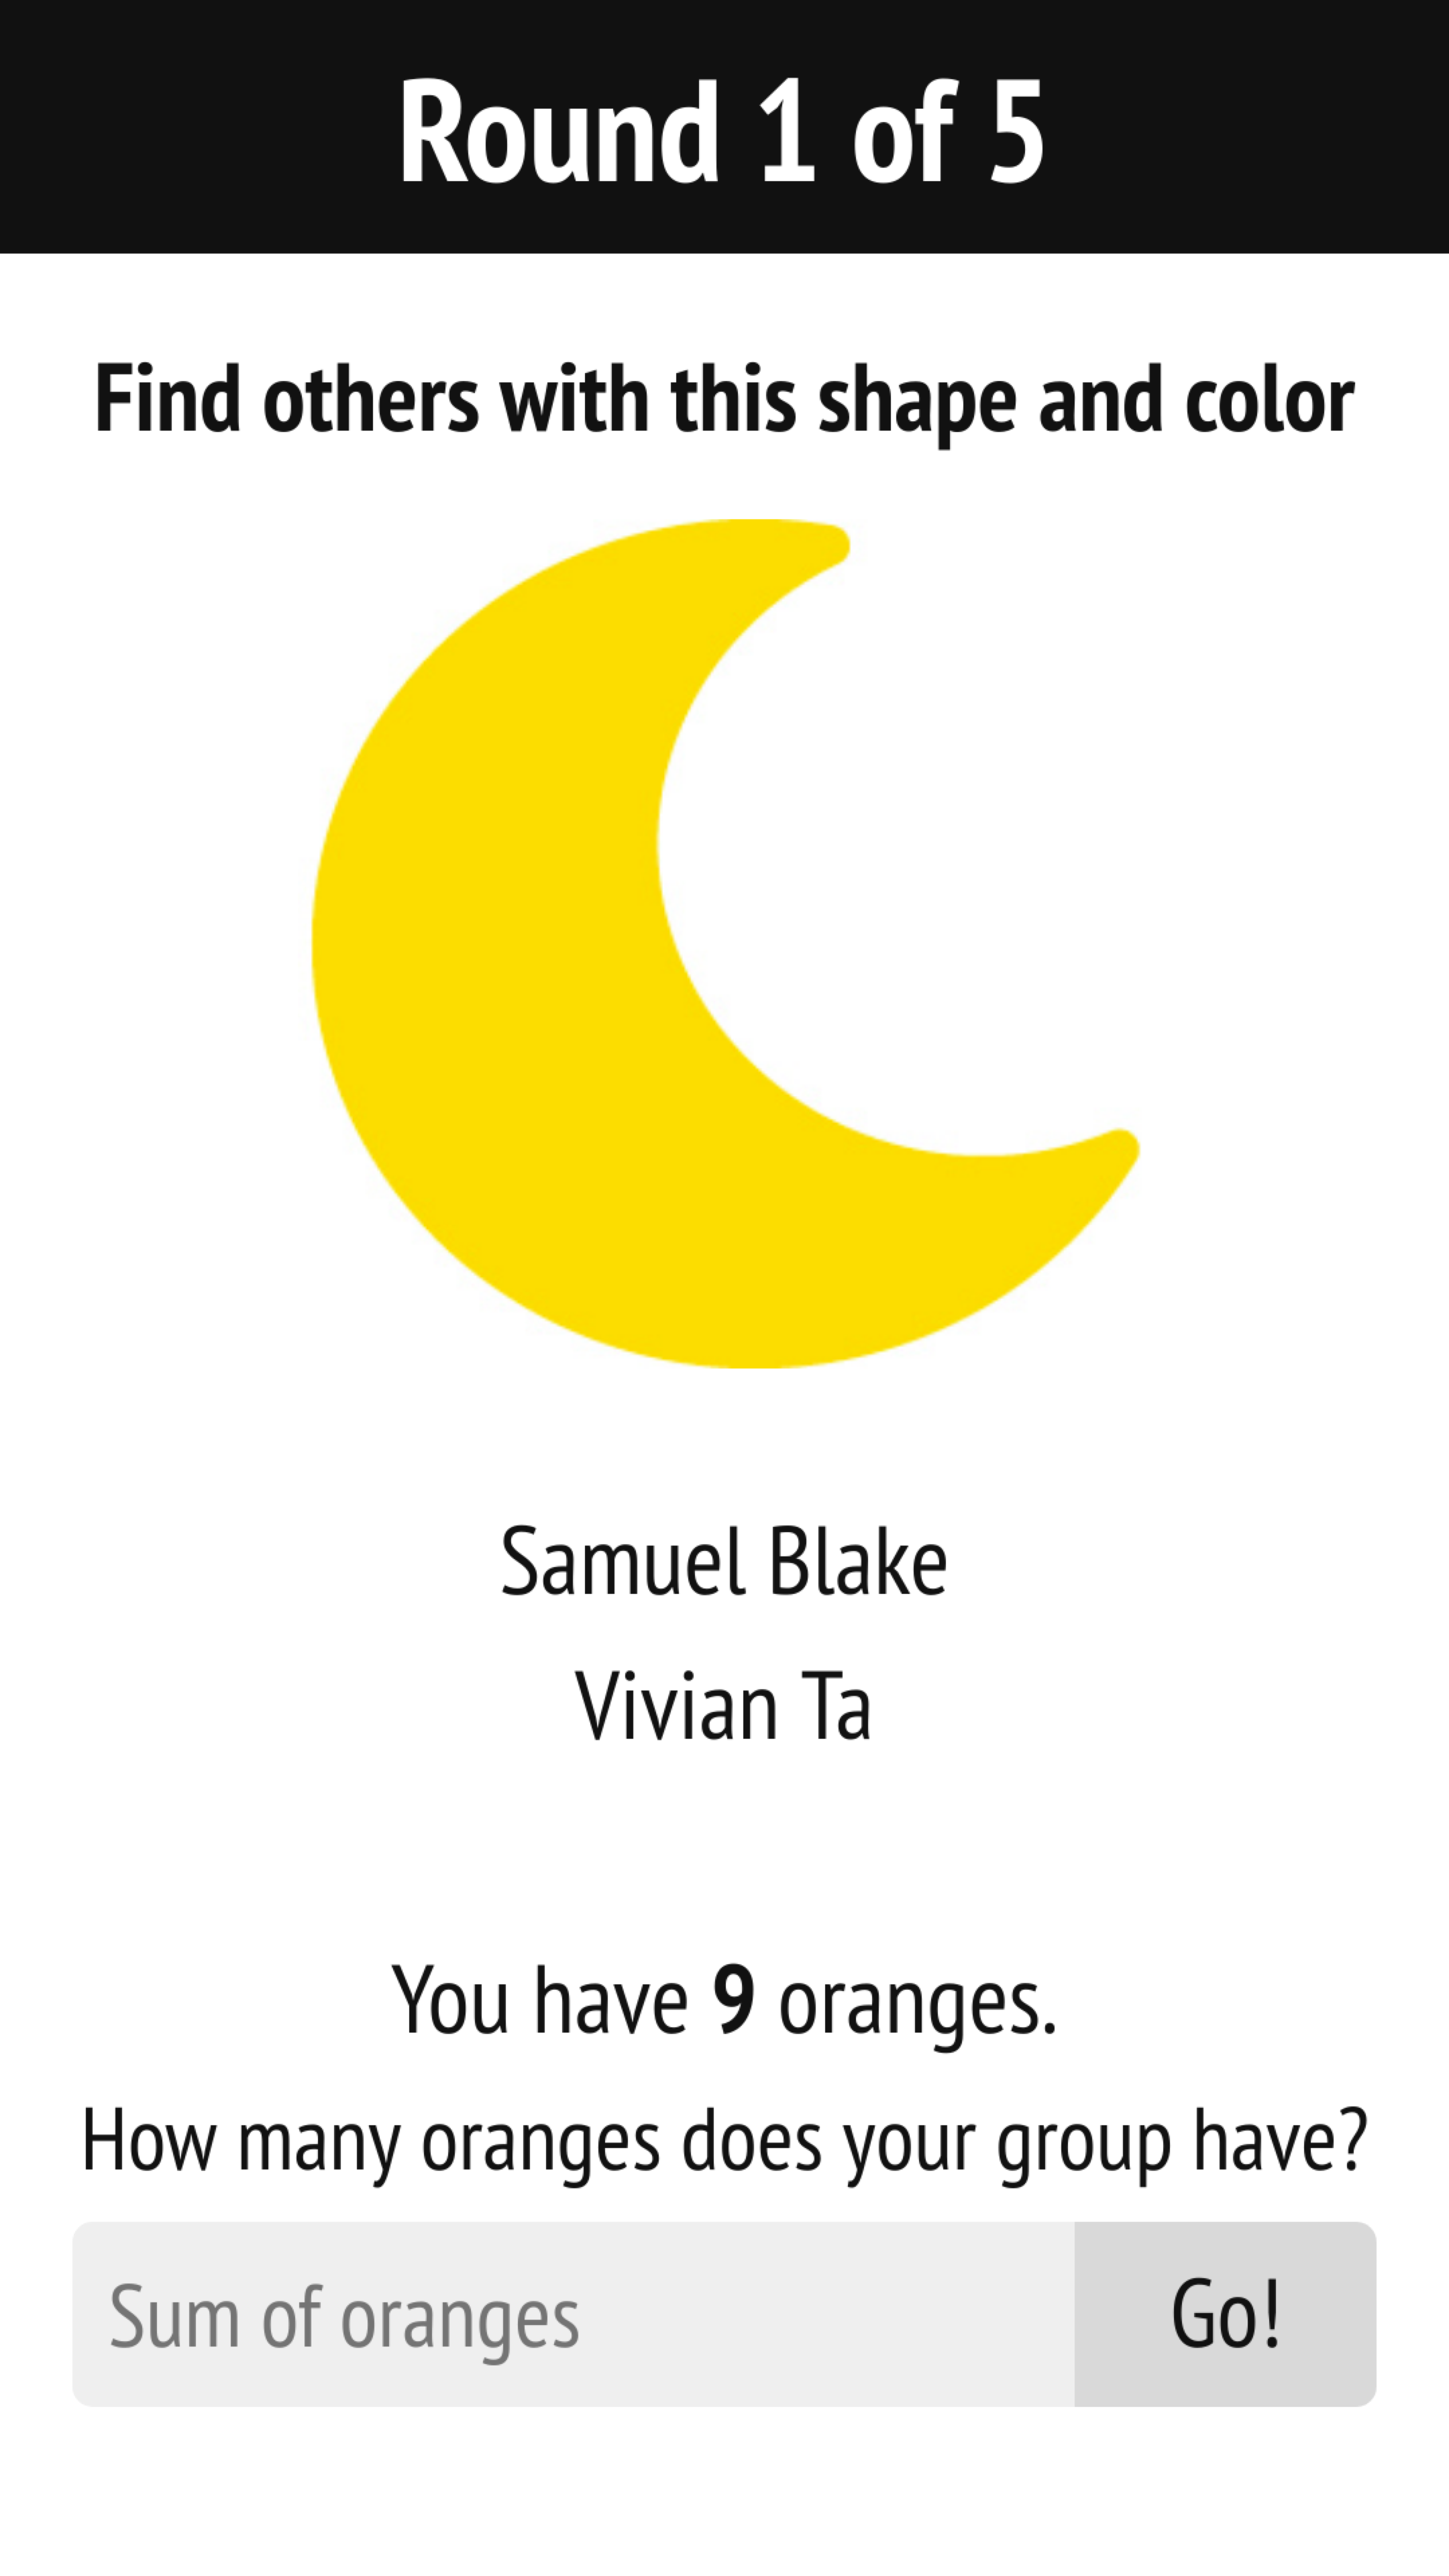 Round 1 of 5
Find others with this shape and color
Samuel Blake
Vivian Ta
You have 9 oranges.
How many oranges does your group have?
Sum of oranges
Go!